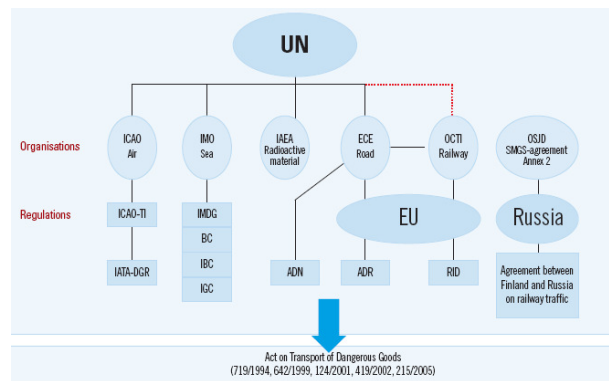 UN
Organisations
ICAO
Air
IMO
Sea
IAEA
Radioactive
material
ECE
Road
OCTI
Railway
OSJD
SMGS-agreement
Annex 2
Regulations
ICAO-TI
IATA-DGR
IMDG
BC
IBC
IGC
EU
Russia
ADN
ADR
RID
Agreement between
Finland and Russia
on railway traffic
Act on Transport of Dangerous Goods
(719/1994, 642/1999, 124/2001, 419/2002, 215/2005)